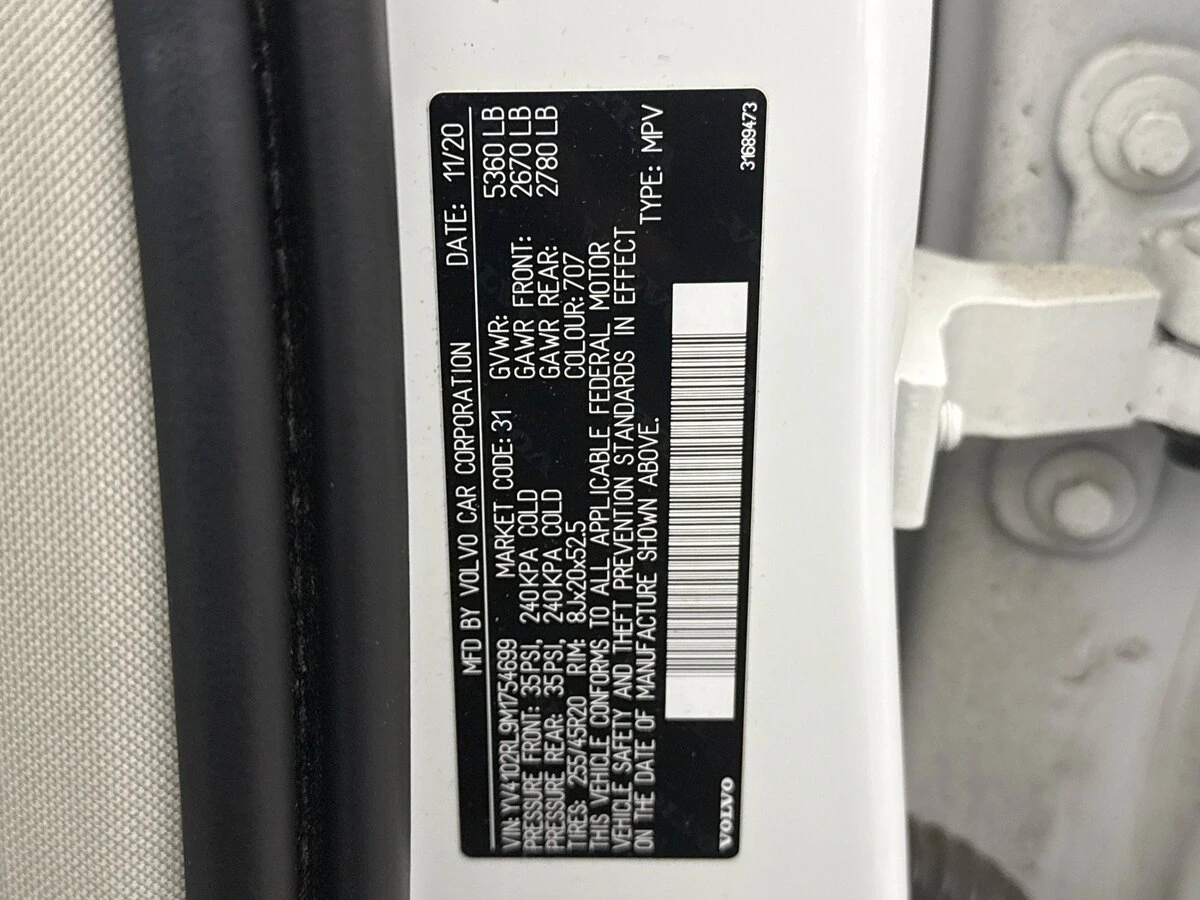 MFD BY VOLVO CAR CORPORATION DATE: 11/20
VIN: YV4102RL9M1754699 MARKET CODE: 31 GVWR: 5360 LB
PRESSURE FRONT: 35PSI, 240KPA COLD GAWR FRONT: 2670 LB
PRESSURE REAR: 35PSI, 240KPA COLD GAWR REAR: 2780 LB
TIRES: 255/45R20 RIM: 8Jx20x52.5 COLOUR: 707
THIS VEHICLE CONFORMS TO ALL APPLICABLE FEDERAL MOTOR
VEHICLE SAFETY AND THEFT PREVENTION STANDARDS IN EFFECT
ON THE DATE OF MANUFACTURE SHOWN ABOVE. TYPE: MPV
VOLVO 31689473